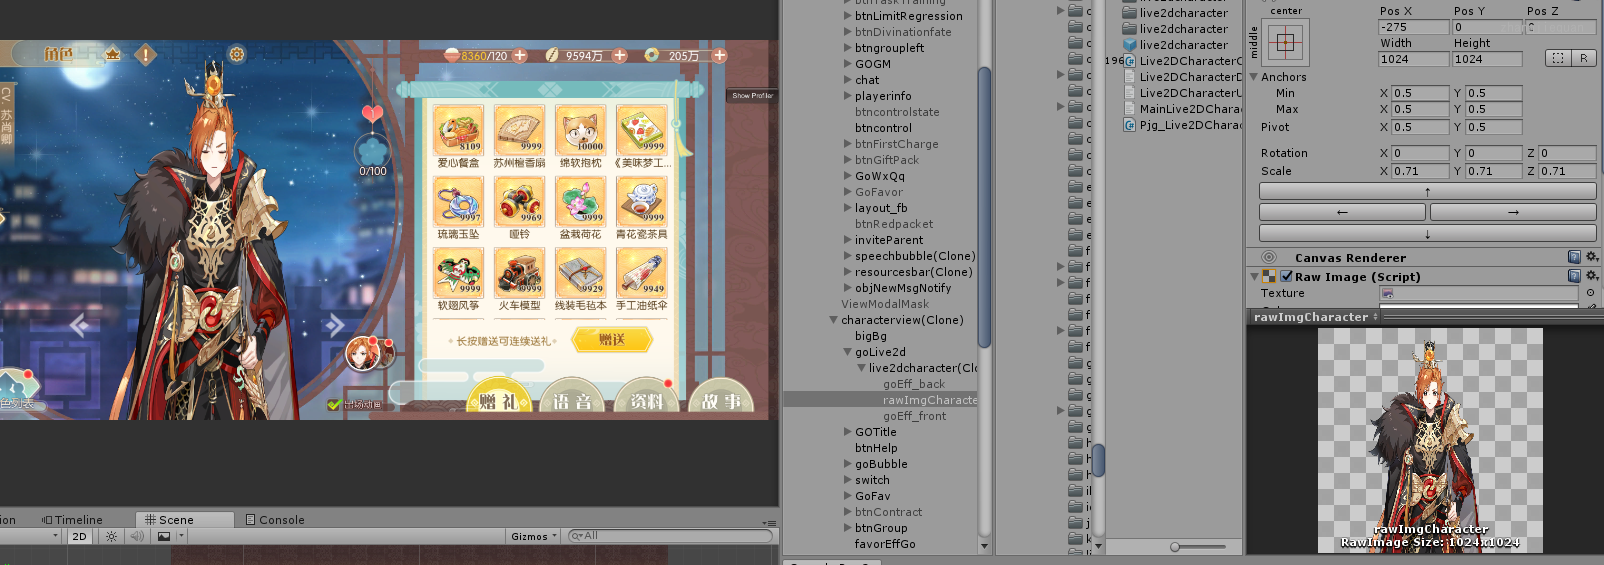 角色
8360/120
9594万
205万
Show Profiler
CV 苏尚卿
0/100
8109
9999
10000
9999
爱心餐盒
苏州檀香扇
绵软抱枕
《美味梦工...
9997
9969
9999
9999
琉璃玉坠
哑铃
盆栽荷花
青花瓷茶具
9999
9999
9929
9949
软翅风筝
火车模型
线装毛毡本
手工油纸伞
长按赠送可连续送礼
赠送
色列表
出场动画
赠礼
语音
资料
故事
ion
Timeline
Scene
Console
2D
Gizmos
All
btnTaskTraining
btnLimitRegression
btnDivinationfate
btngroupleft
GOGM
chat
playerinfo
btncontrolstate
btncontrol
btnFirstCharge
btnGiftPack
GoWxQq
GoFavor
layout_fb
btnRedpacket
inviteParent
speechbubble(Clone)
resourcesbar(Clone)
objNewMsgNotify
ViewModalMask
characterview(Clone)
bigBg
goLive2d
live2dcharacter(Clo
goEff_back
rawImgCharacte
goEff_front
GOTitle
btnHelp
goBubble
switch
GoFav
btnContract
btnGroup
favorEffGo
live2dcharacter
live2dcharacter
live2dcharacter
Live2DCharacterC
Live2DCharacterD
Live2DCharacterU
MainLive2DCharac
Pjg_Live2DCharac
center
middle
Pos X
Pos Y
Pos Z
-275
0
Width
Height
1024
1024
R
Anchors
Min
X 0.5
Y 0.5
Max
X 0.5
Y 0.5
Pivot
X 0.5
Y 0.5
Rotation
X 0
Y 0
Z 0
Scale
X 0.71
Y 0.71
Z 0.71
Canvas Renderer
Raw Image (Script)
Texture
rawImgCharacter
rawImgCharacter
RawImage Size: 1024x1024